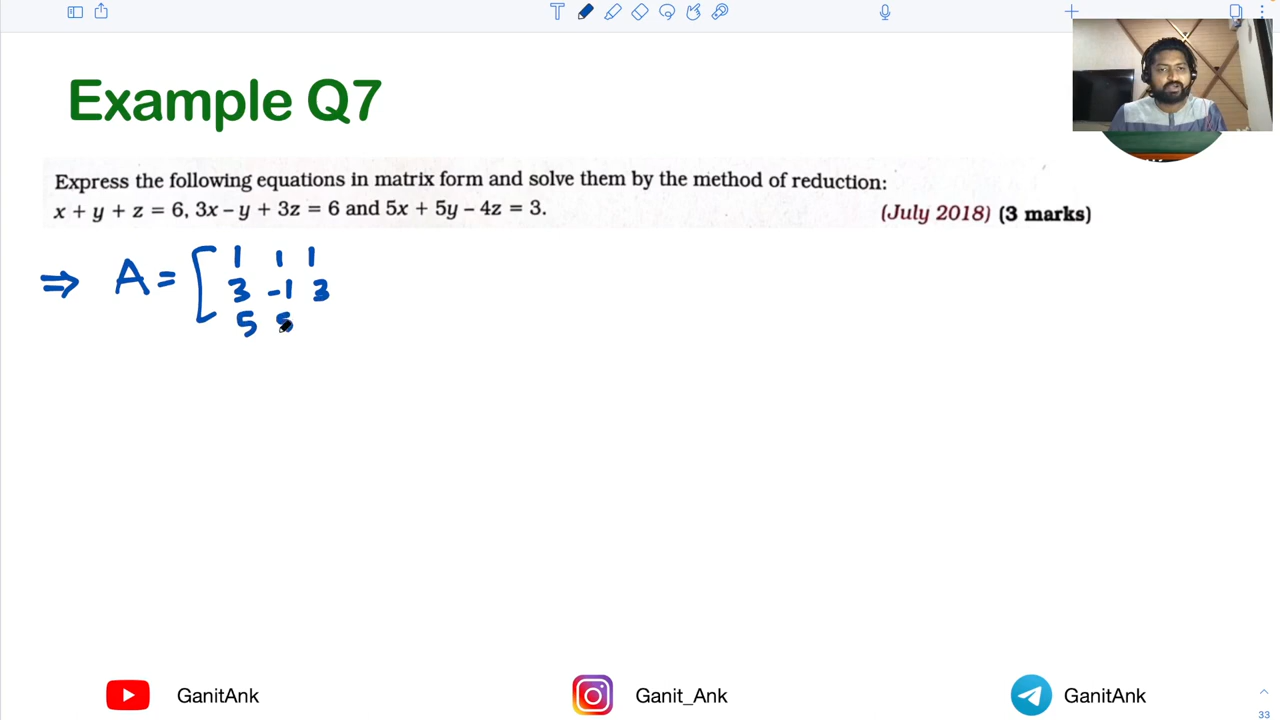 Example Q7
Express the following equations in matrix form and solve them by the method of reduction:
x + y + z = 6, 3x – y + 3z = 6 and 5x + 5y – 4z = 3.
(July 2018) (3 marks)
⇒ A = [ 1 1 1
3 -1 3
5 5
GanitAnk
Ganit_Ank
GanitAnk
33